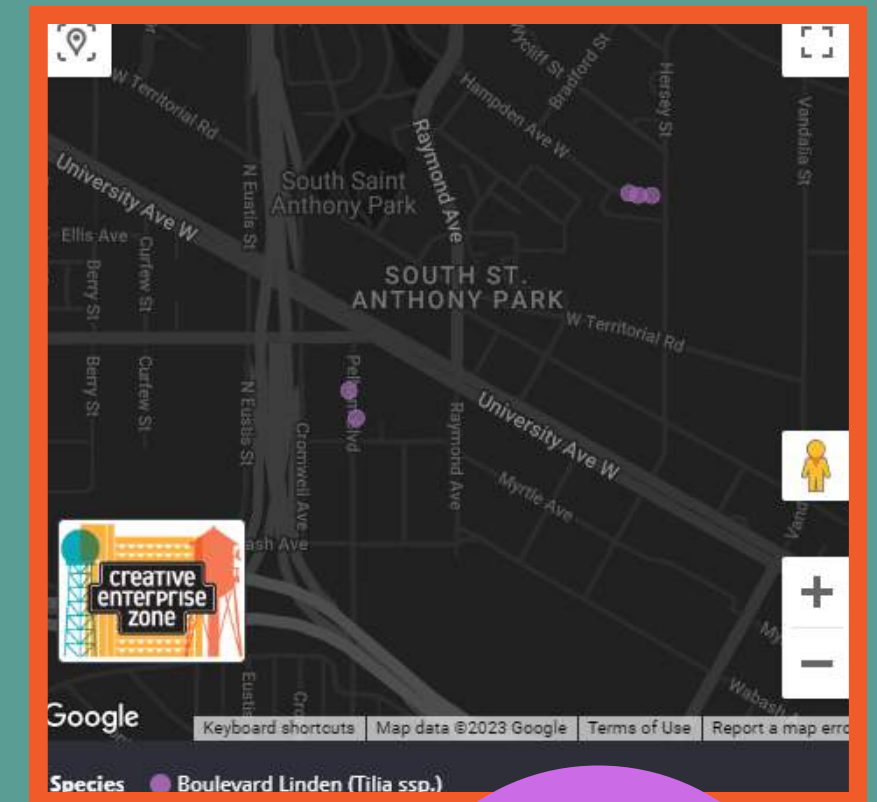 Wycliff St
Bradford St
Hersey St
Hampden Ave W
W Territorial Rd
Raymond Ave
Vandalia St
University Ave W
N Eustis St
South Saint
Anthony Park
Ellis Ave
Curfew St
Berry St
SOUTH ST.
ANTHONY PARK
W Territorial Rd
Berry St
Curfew St
N Eustis St
Cromwell Ave
Raymond Ave
University Ave W
Myrtle Ave
creative
enterprise
zone
Google
Keyboard shortcuts
Map data ©2023 Google
Terms of Use
Report a map erro
Species
Boulevard Linden (Tilia ssp.)